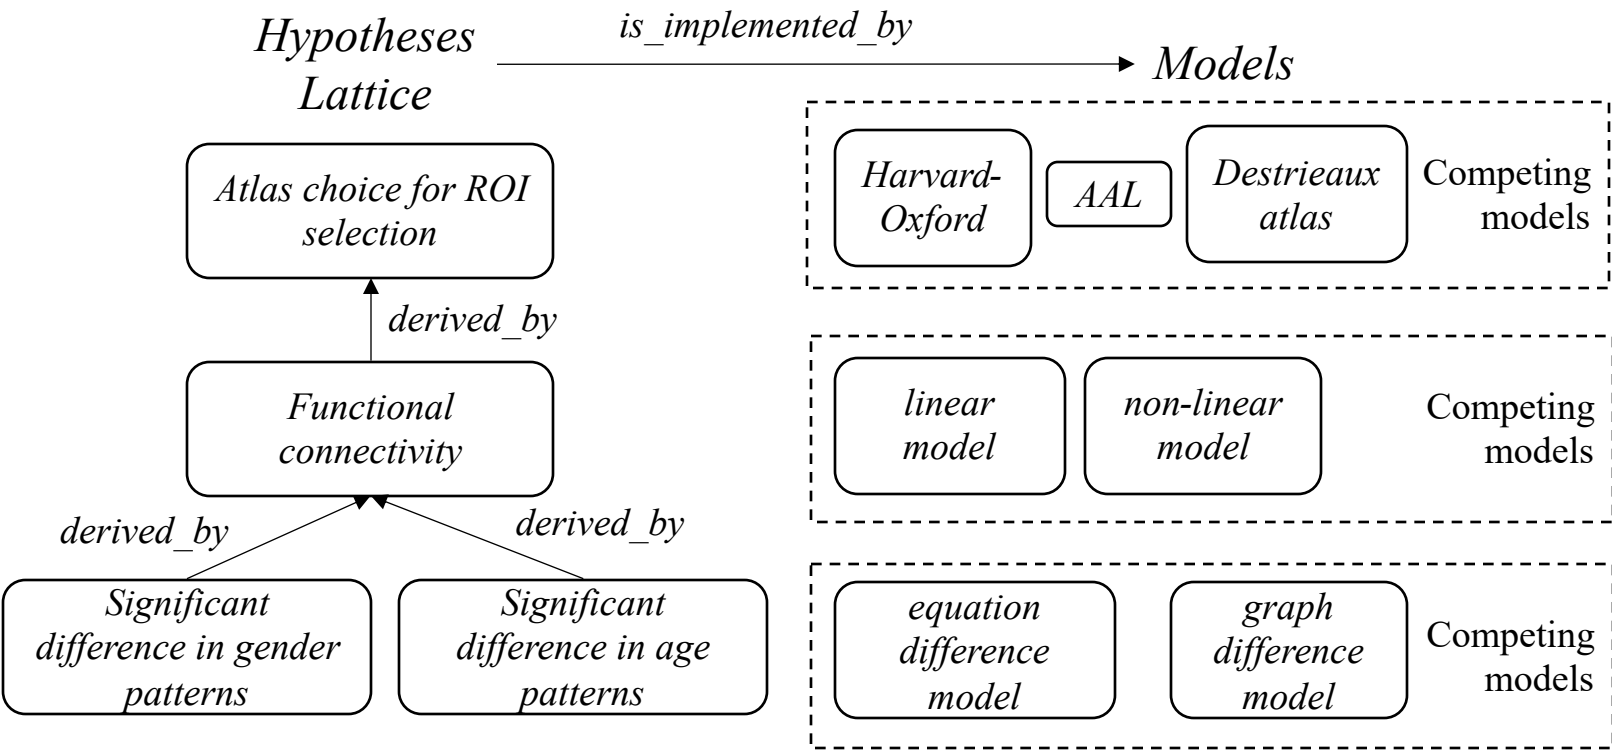 Hypotheses
Lattice
is_implemented_by
Models
Atlas choice for ROI
selection
Harvard-
Oxford
AAL
Destrieaux
atlas
Competing
models
derived_by
Functional
connectivity
linear
model
non-linear
model
Competing
models
derived_by
derived_by
Significant
difference in gender
patterns
Significant
difference in age
patterns
equation
difference
model
graph
difference
model
Competing
models